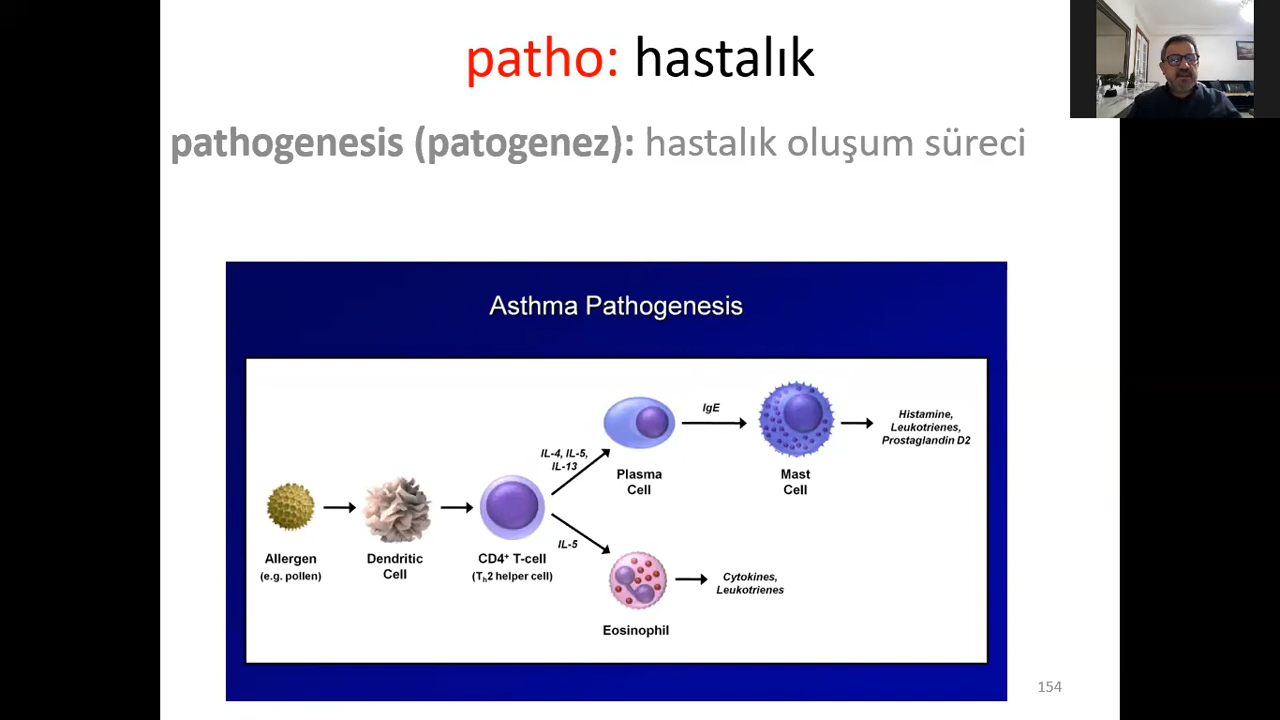 patho: hastalık
pathogenesis (patogenez): hastalık oluşum süreci
Asthma Pathogenesis
Allergen
(e.g. pollen)
Dendritic
Cell
CD4⁺ T-cell
(Tₕ2 helper cell)
IL-4, IL-5,
IL-13
Plasma
Cell
IgE
Mast
Cell
Histamine,
Leukotrienes,
Prostaglandin D2
IL-5
Eosinophil
Cytokines,
Leukotrienes
154